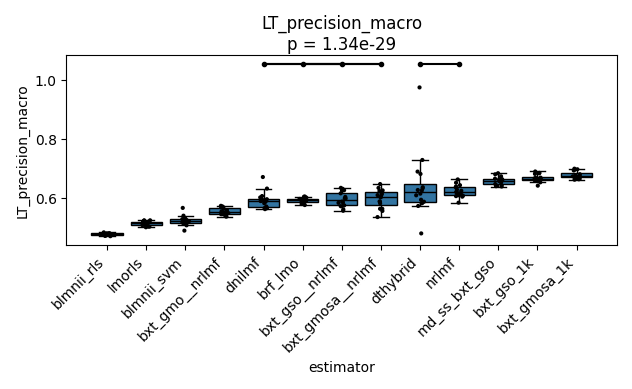 LT_precision_macro
p = 1.34e-29
LT_precision_macro
1.0
0.8
0.6
blmnii_rls
lmorls
blmnii_svm
bxt_gmo__nrlmf
dnilmf
brf_lmo
bxt_gso__nrlmf
bxt_gmosa__nrlmf
dthybrid
nrlmf
md_ss_bxt_gso
bxt_gso_1k
bxt_gmosa_1k
estimator